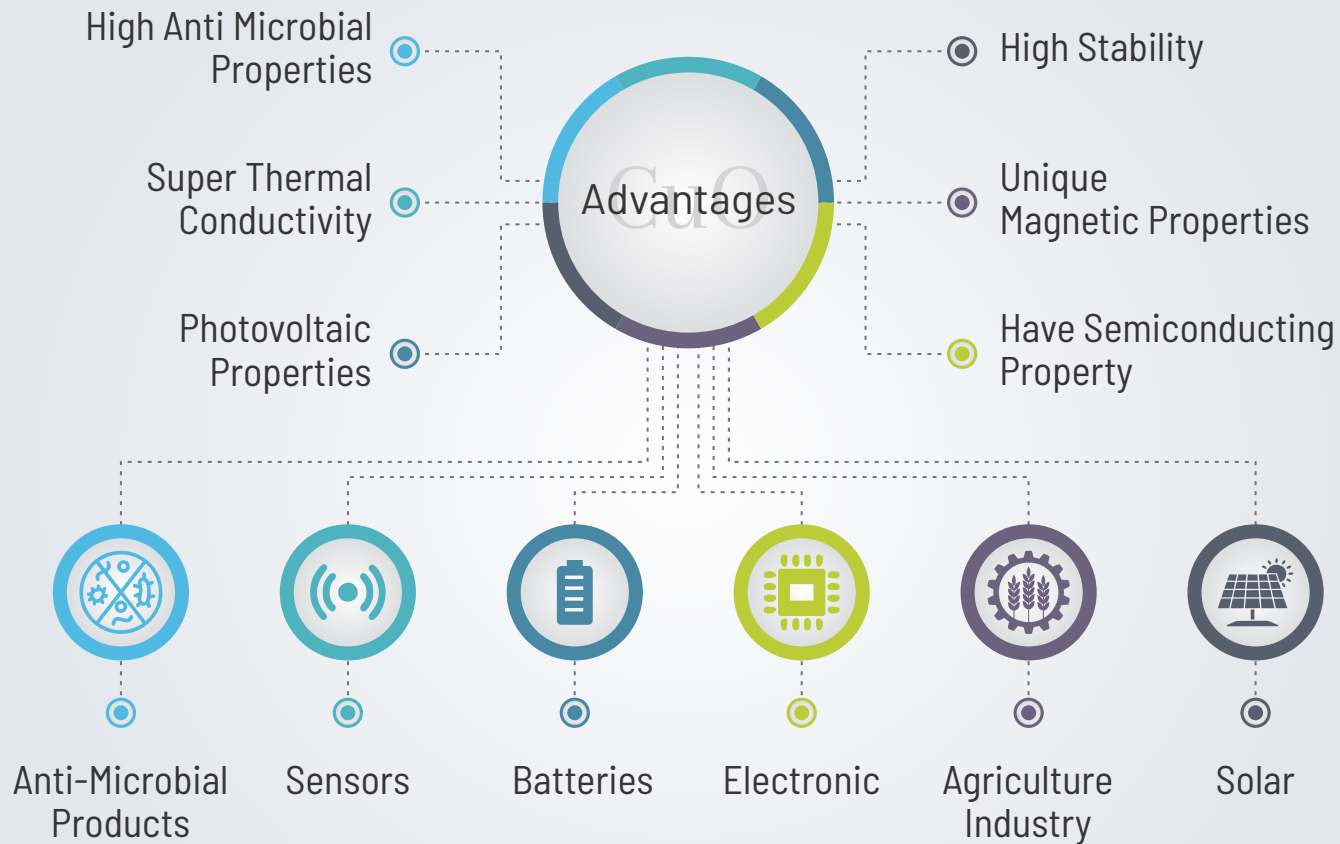 High Anti Microbial
Properties
High Stability
CuO
Advantages
Super Thermal
Conductivity
Unique
Magnetic Properties
Photovoltaic
Properties
Have Semiconducting
Property
Anti-Microbial
Products
Sensors
Batteries
Electronic
Agriculture
Industry
Solar